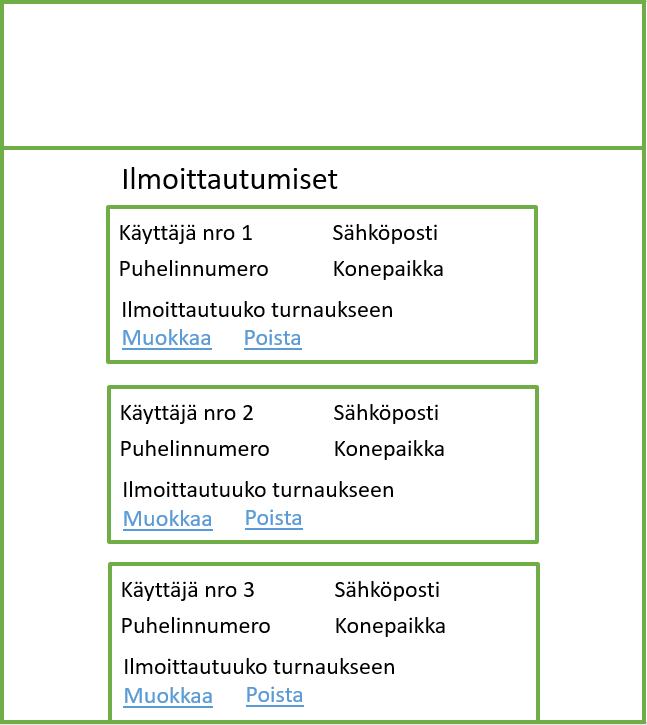 Ilmoittautumiset
Käyttäjä nro 1 Sähköposti
Puhelinnumero Konepaikka
Ilmoittautuuko turnaukseen
Muokkaa Poista
Käyttäjä nro 2 Sähköposti
Puhelinnumero Konepaikka
Ilmoittautuuko turnaukseen
Muokkaa Poista
Käyttäjä nro 3 Sähköposti
Puhelinnumero Konepaikka
Ilmoittautuuko turnaukseen
Muokkaa Poista